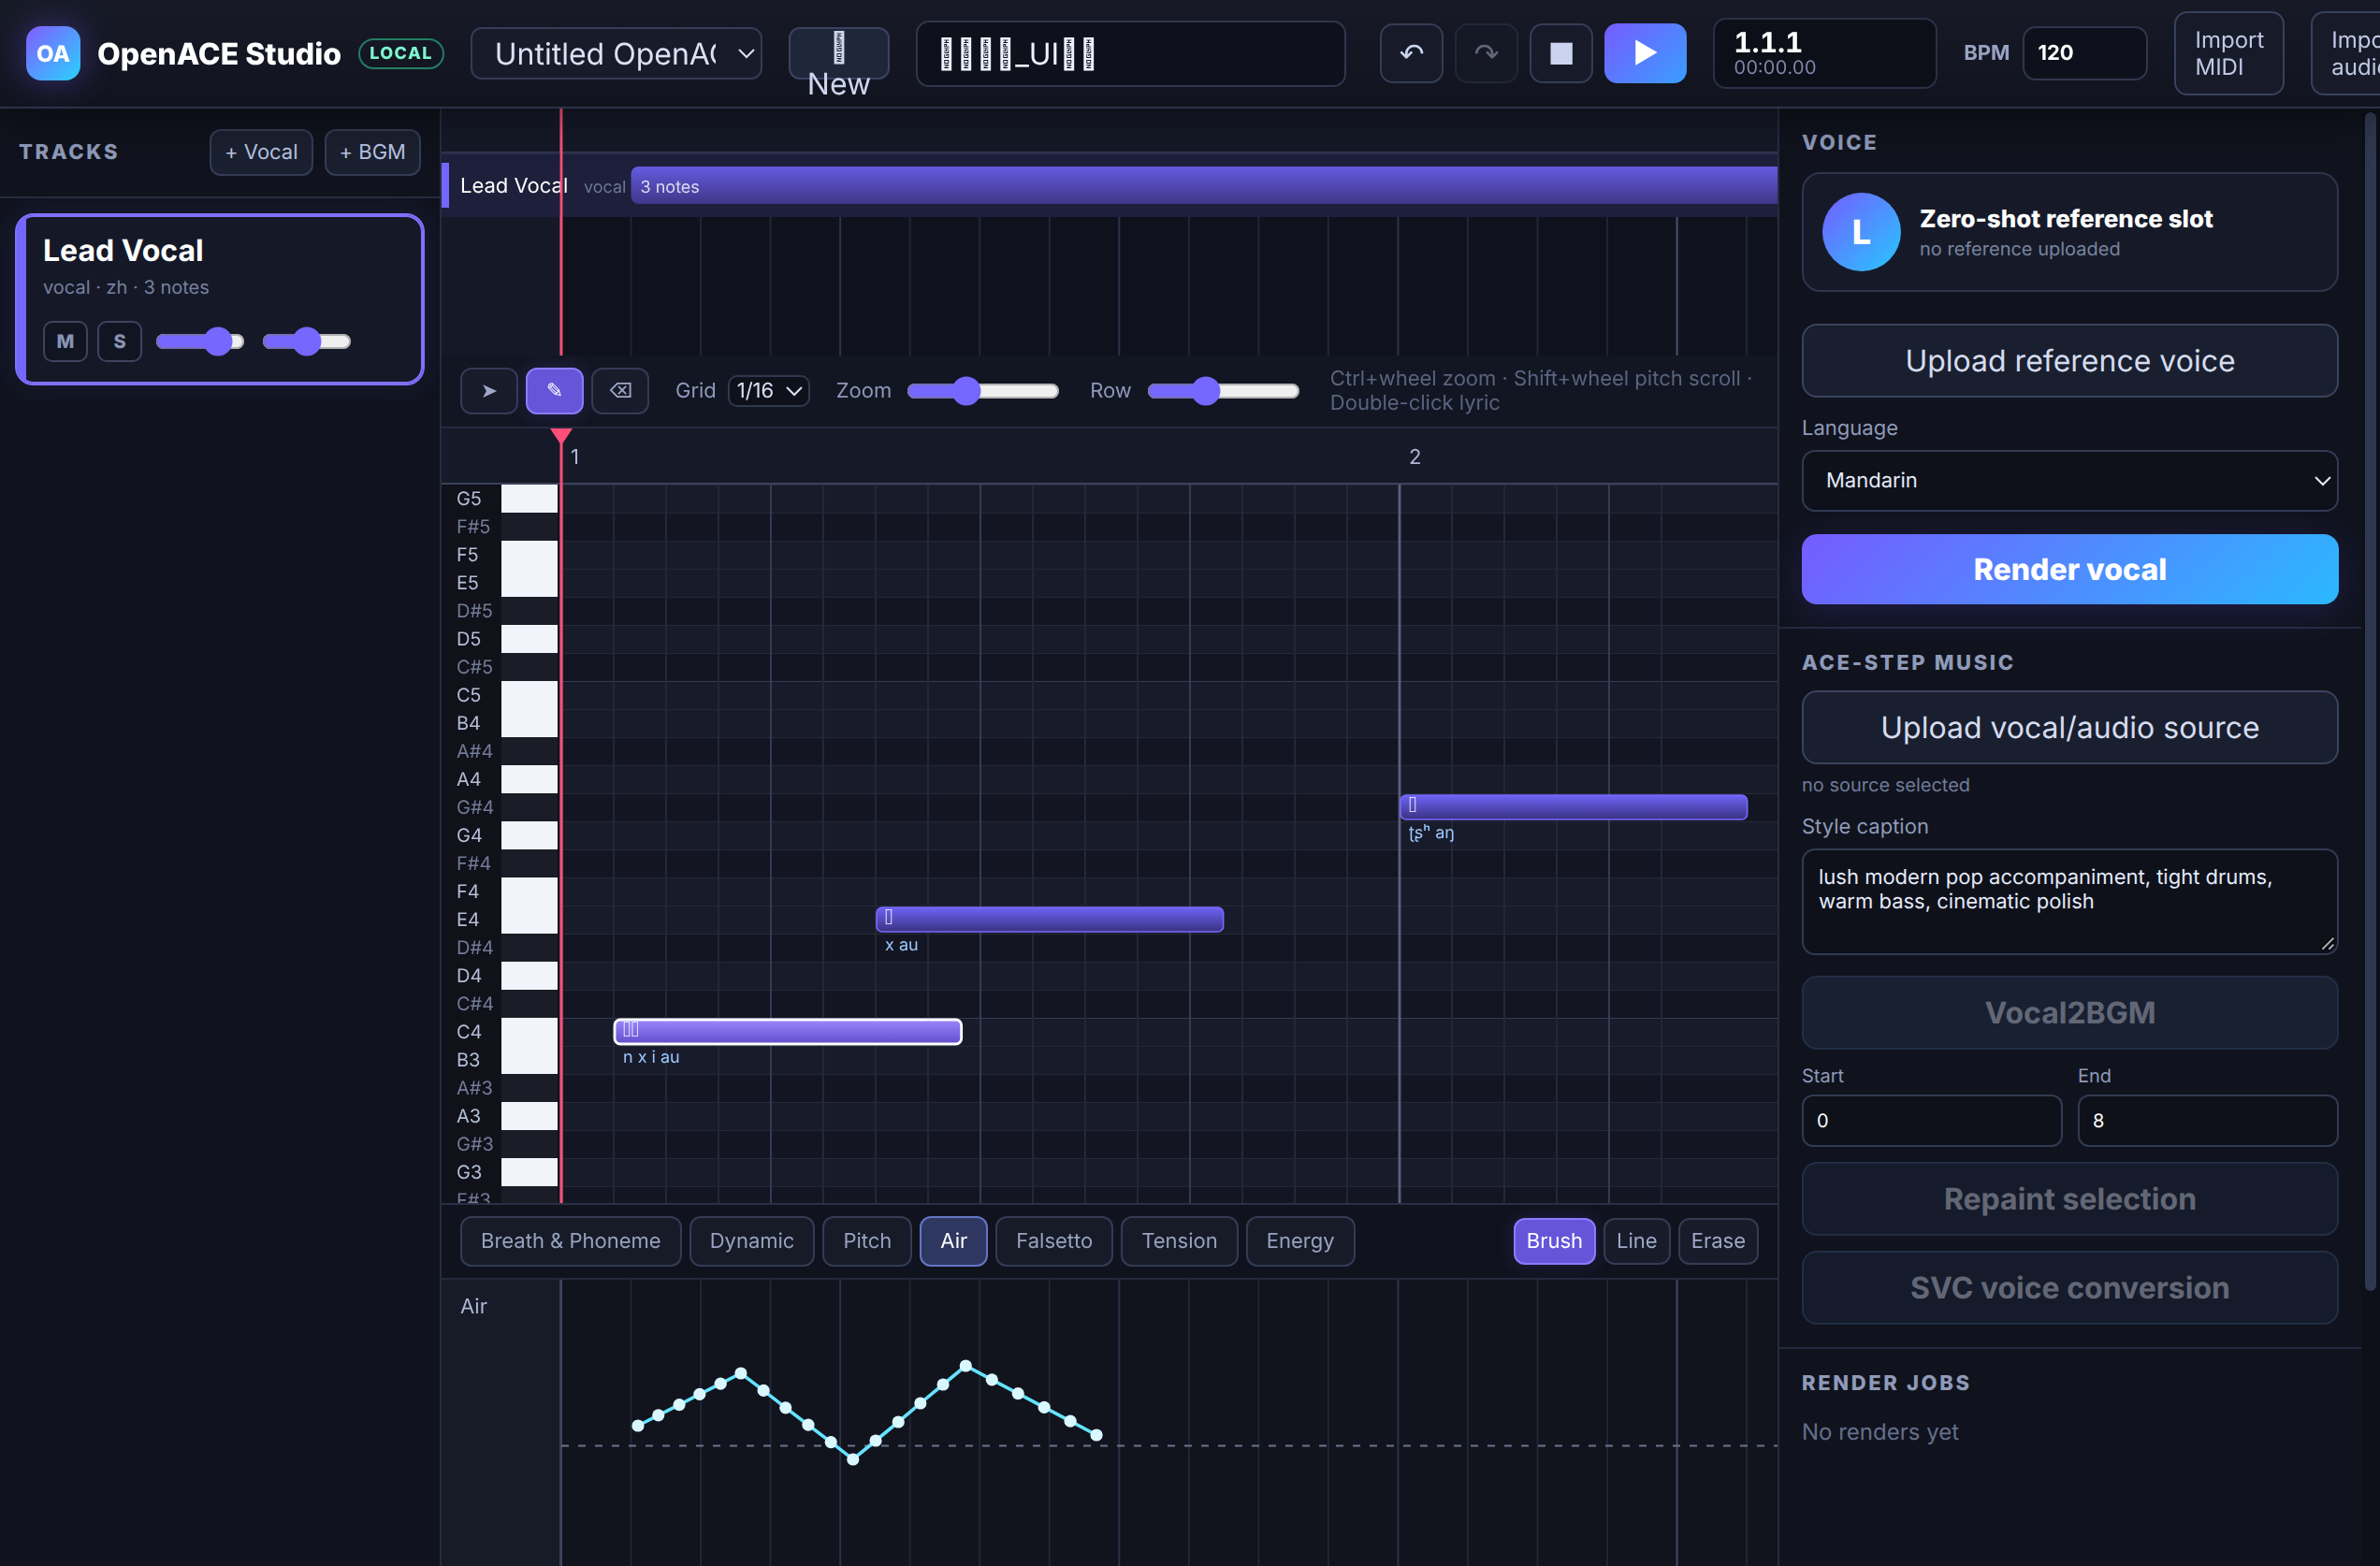 OA
OpenACE Studio
LOCAL
Untitled OpenAC
New
_UI
1.1.1
00:00.00
BPM
120
Import
MIDI
Impo
audi
TRACKS
+ Vocal
+ BGM
Lead Vocal
vocal · zh · 3 notes
M
S
Lead Vocal
vocal
3 notes
Grid
1/16
Zoom
Row
Ctrl+wheel zoom · Shift+wheel pitch scroll ·
Double-click lyric
1
2
G5
F#5
F5
E5
D#5
D5
C#5
C5
B4
A#4
A4
G#4
G4
F#4
F4
E4
D#4
D4
C#4
C4
B3
A#3
A3
G#3
G3
F#3
ʈʂʰ aŋ
x au
n x i au
Breath & Phoneme
Dynamic
Pitch
Air
Falsetto
Tension
Energy
Brush
Line
Erase
Air
VOICE
L
Zero-shot reference slot
no reference uploaded
Upload reference voice
Language
Mandarin
Render vocal
ACE-STEP MUSIC
Upload vocal/audio source
no source selected
Style caption
lush modern pop accompaniment, tight drums,
warm bass, cinematic polish
Vocal2BGM
Start
End
0
8
Repaint selection
SVC voice conversion
RENDER JOBS
No renders yet